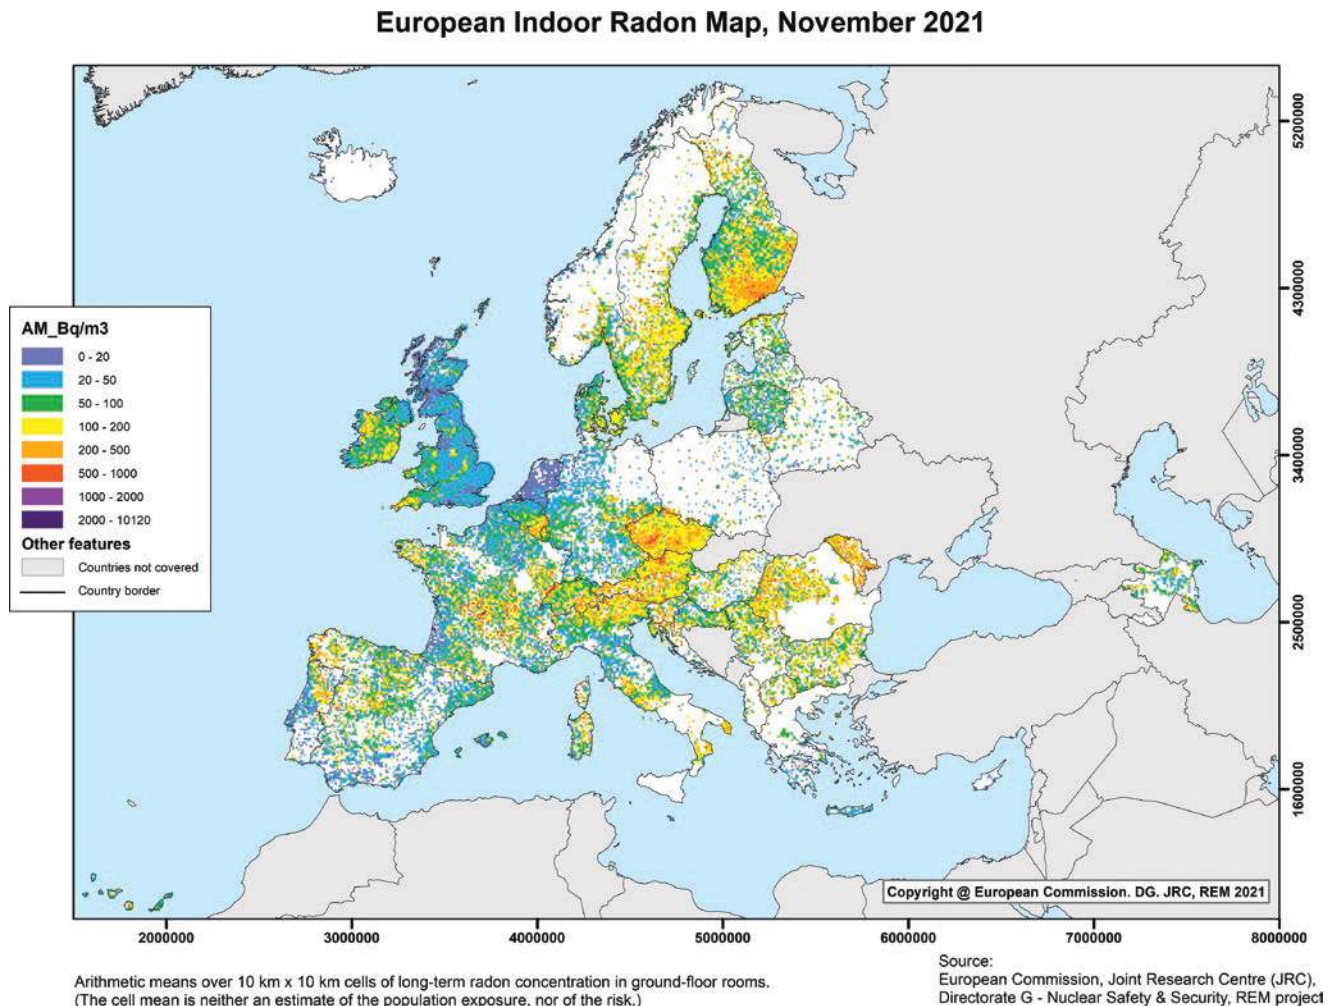 European Indoor Radon Map, November 2021
AM_Bq/m3
0 - 20
20 - 50
50 - 100
100 - 200
200 - 500
500 - 1000
1000 - 2000
2000 - 10120
Other features
Countries not covered
Country border
5200000
4300000
3400000
2500000
1600000
Copyright @ European Commission. DG. JRC, REM 2021
2000000 3000000 4000000 5000000 6000000 7000000 8000000
Arithmetic means over 10 km x 10 km cells of long-term radon concentration in ground-floor rooms.
(The cell mean is neither an estimate of the population exposure, nor of the risk.)
Source:
European Commission, Joint Research Centre (JRC),
Directorate G - Nuclear Safety & Security, REM project